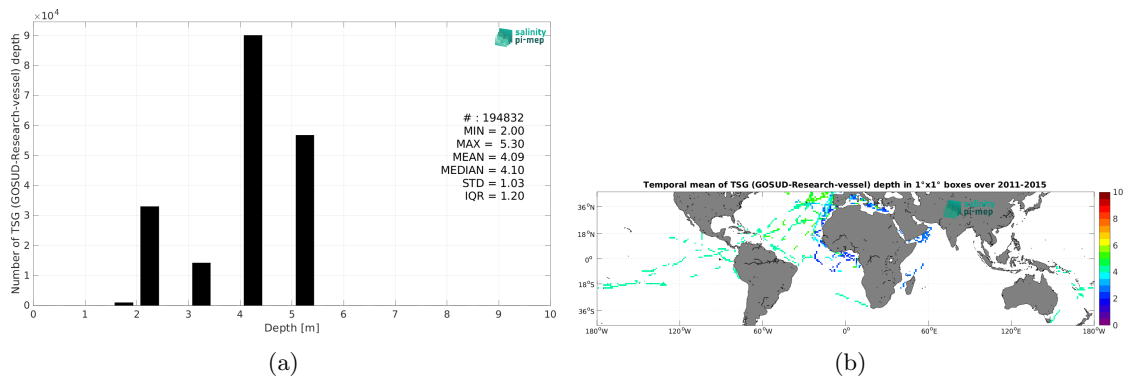 ×10⁴
Number of TSG (GOSUD-Research-vessel) depth
9
8
7
6
5
4
3
2
1
0
0 1 2 3 4 5 6 7 8 9 10
Depth [m]
salinity
pi-mep
# : 194832
MIN = 2.00
MAX = 5.30
MEAN = 4.09
MEDIAN = 4.10
STD = 1.03
IQR = 1.20
(a)
Temporal mean of TSG (GOSUD-Research-vessel) depth in 1°x1° boxes over 2011-2015
salinity
pi-mep
36°N
18°N
0°
18°S
36°S
180°W 120°W 60°W 0° 60°E 120°E 180°W
10
8
6
4
2
0
(b)